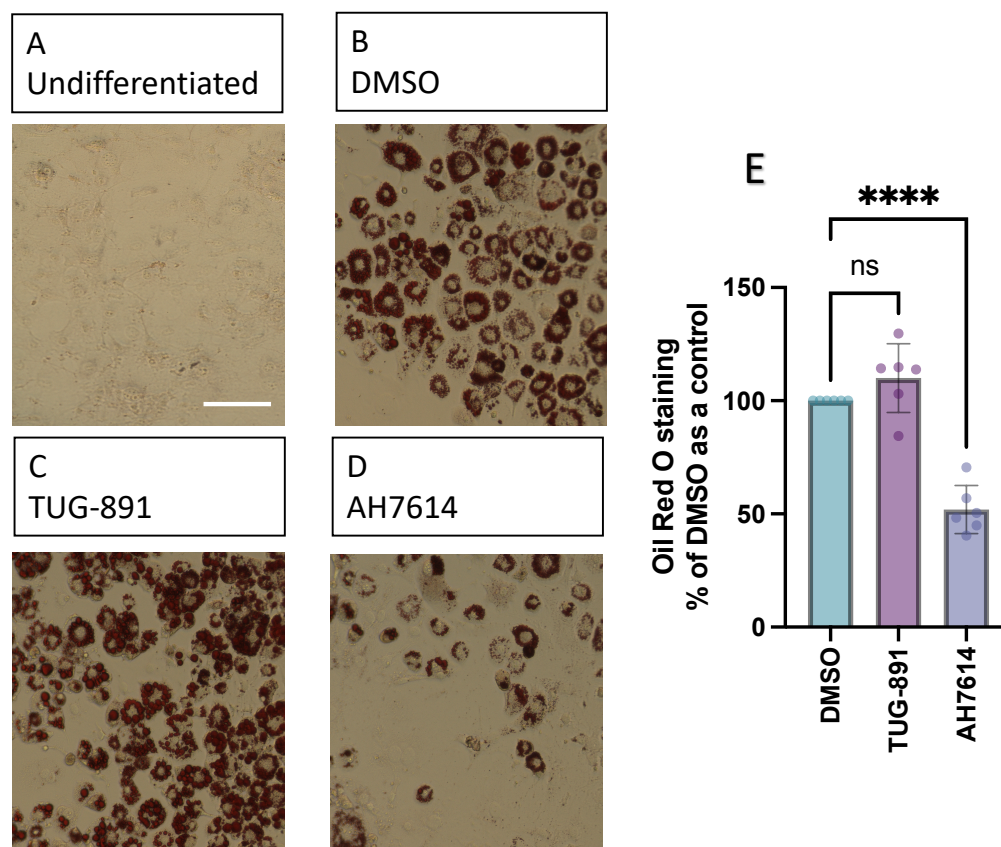 A
Undifferentiated
B
DMSO
C
TUG-891
D
AH7614
E
****
ns
150
100
50
0
Oil Red O staining
% of DMSO as a control
DMSO
TUG-891
AH7614